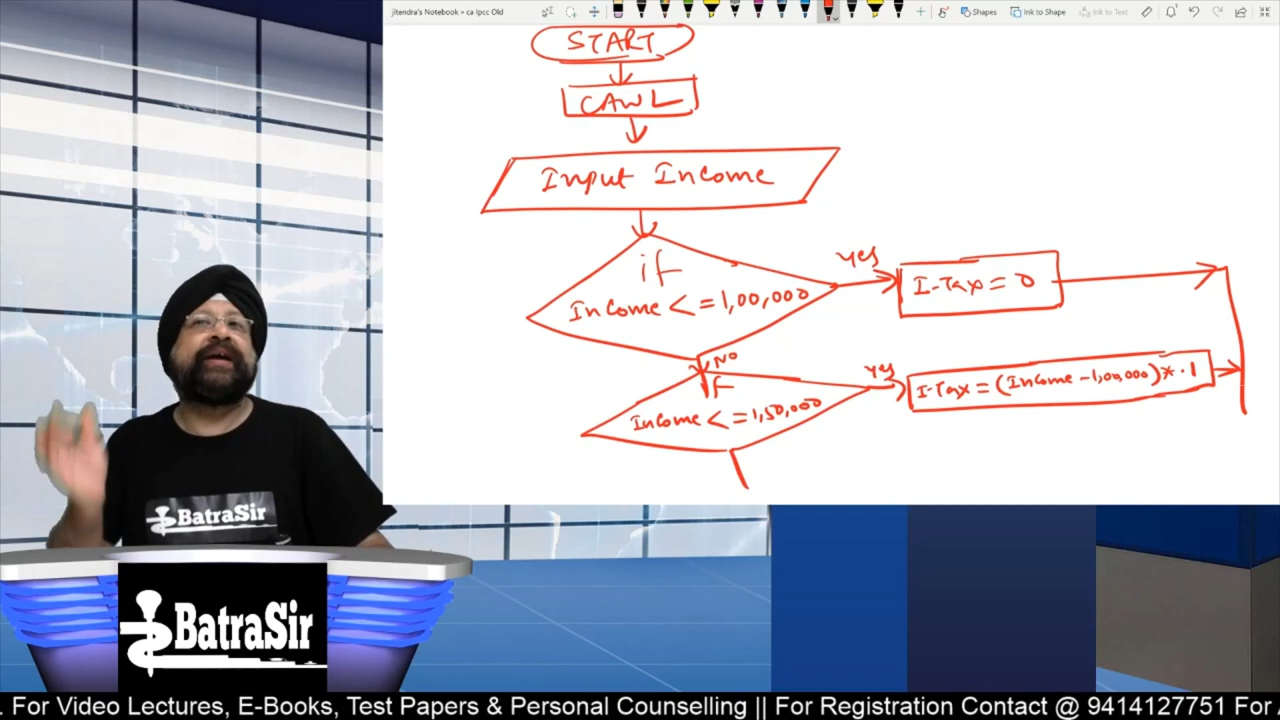 jitendra's Notebook » ca Ipcc Old
Shapes
Ink to Shape
Ink to Text
START
CAWL
Input Income
if
Income <= 1,00,000
yes
I-Tax = 0
No
If
Income <= 1,50,000
yes
I-Tax = (Income - 1,00,000) * .1
BatraSir
BatraSir
. For Video Lectures, E-Books, Test Papers & Personal Counselling || For Registration Contact @ 9414127751 For